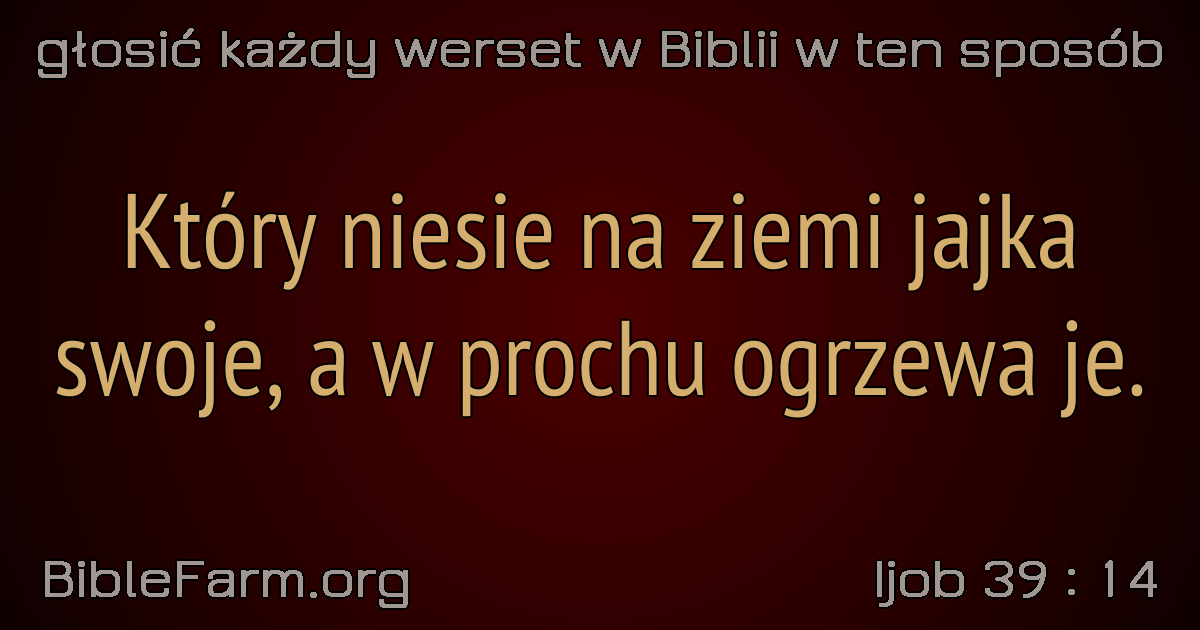 głosić każdy werset w Biblii w ten sposób
Który niesie na ziemi jajka
swoje, a w prochu ogrzewa je.
BibleFarm.org
Ijob 39 : 14